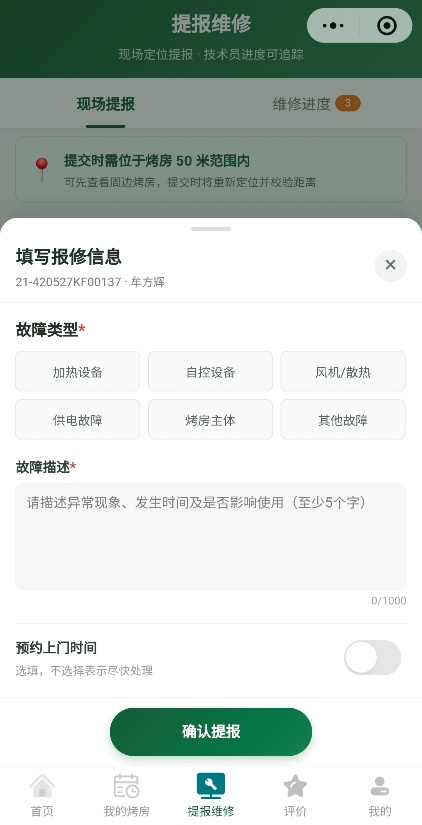 提报维修
现场定位提报 · 技术员进度可追踪
现场提报
维修进度 3
提交时需位于烤房 50 米范围内
可先查看周边烤房，提交时将重新定位并校验距离
填写报修信息
21-420527KF00137 · 牟方辉
故障类型*
加热设备 自控设备 风机/散热
供电故障 烤房主体 其他故障
故障描述*
请描述异常现象、发生时间及是否影响使用（至少5个字）
0/1000
预约上门时间
选填，不选择表示尽快处理
确认提报
首页 我的烤房 提报维修 评价 我的